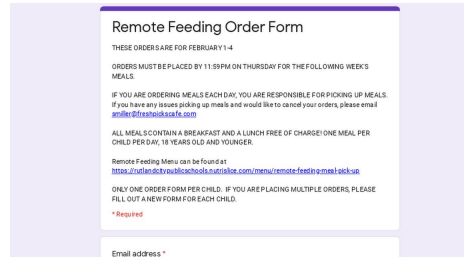 Remote Feeding Order Form
THESE ORDERS ARE FOR FEBRUARY 1-4
ORDERS MUST BE PLACED BY 11:59PM ON THURSDAY FOR THE FOLLOWING WEEK'S
MEALS.
IF YOU ARE ORDERING MEALS EACH DAY, YOU ARE RESPONSIBLE FOR PICKING UP MEALS.
If you have any issues picking up meals and would like to cancel your orders, please email
smiller@freshpickscafe.com
ALL MEALS CONTAIN A BREAKFAST AND A LUNCH FREE OF CHARGE! ONE MEAL PER
CHILD PER DAY, 18 YEARS OLD AND YOUNGER.
Remote Feeding Menu can be found at
https://rutlandcitypublicschools.nutrislice.com/menu/remote-feeding-meal-pick-up
ONLY ONE ORDER FORM PER CHILD. IF YOU ARE PLACING MULTIPLE ORDERS, PLEASE
FILL OUT A NEW FORM FOR EACH CHILD.
* Required
Email address *